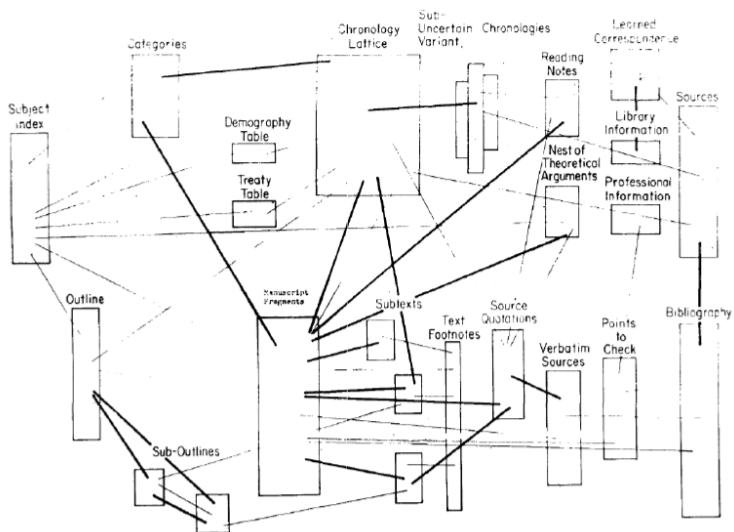 Categories
Chronology
Lattice
Sub-
Uncertain
Variant,
Chronologies
Reading
Notes
Learned
Correspondence
Sources
Subject
Index
Demography
Table
Library
Information
Nest of
Theoretical
Arguments
Treaty
Table
Professional
Information
Outline
Manuscript
Fragments
Subtexts
Text
Footnotes
Source
Quotations
Verbatim
Sources
Points
to
Check
Bibliography
Sub-Outlines